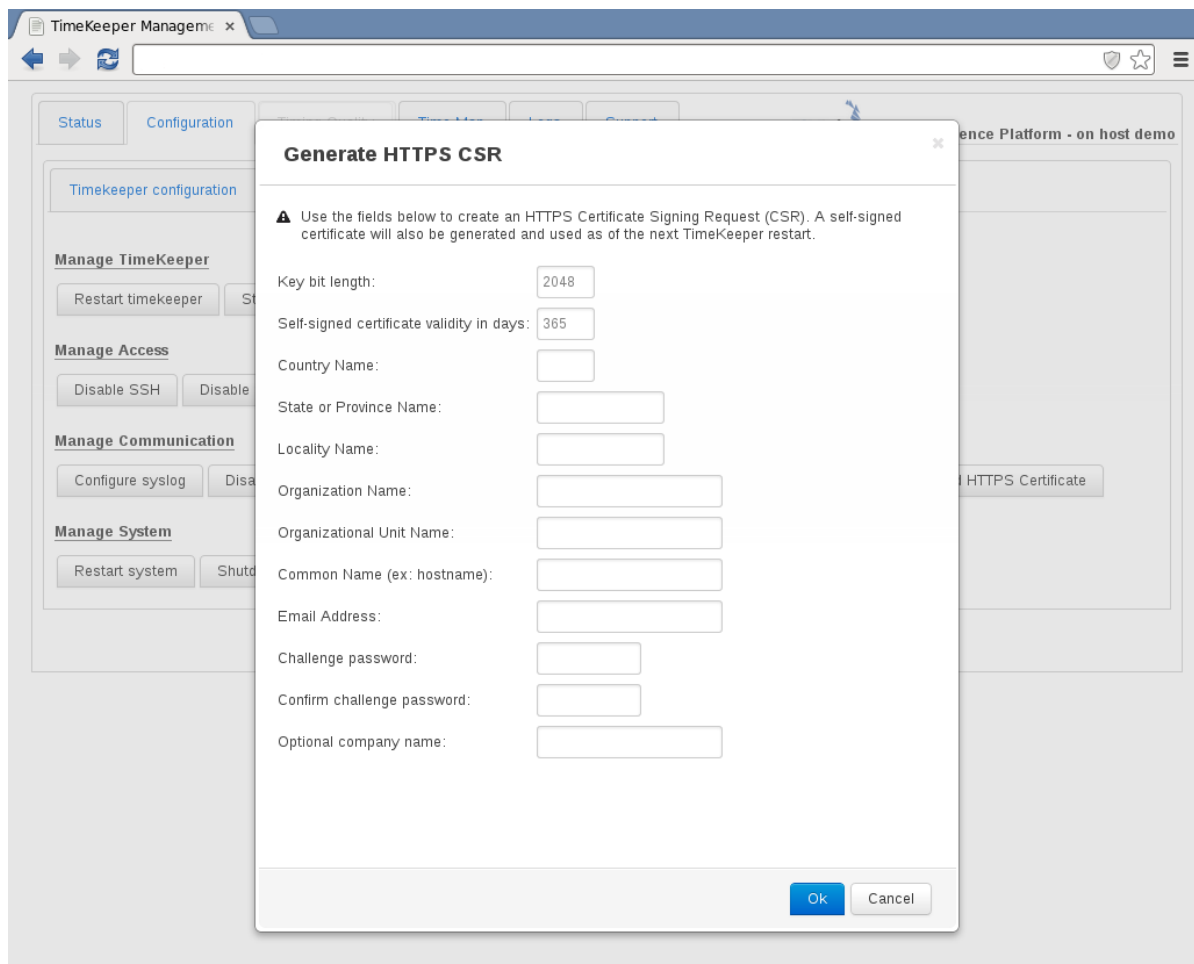 TimeKeeper Manageme
Status
Configuration
Time Map
Logs
Support
ence Platform - on host demo
Timekeeper configuration
Manage TimeKeeper
Restart timekeeper
St
Manage Access
Disable SSH
Disable
Manage Communication
Configure syslog
Disa
HTTPS Certificate
Manage System
Restart system
Shutd
Generate HTTPS CSR
Use the fields below to create an HTTPS Certificate Signing Request (CSR). A self-signed
certificate will also be generated and used as of the next TimeKeeper restart.
Key bit length: 2048
Self-signed certificate validity in days: 365
Country Name:
State or Province Name:
Locality Name:
Organization Name:
Organizational Unit Name:
Common Name (ex: hostname):
Email Address:
Challenge password:
Confirm challenge password:
Optional company name:
Ok
Cancel